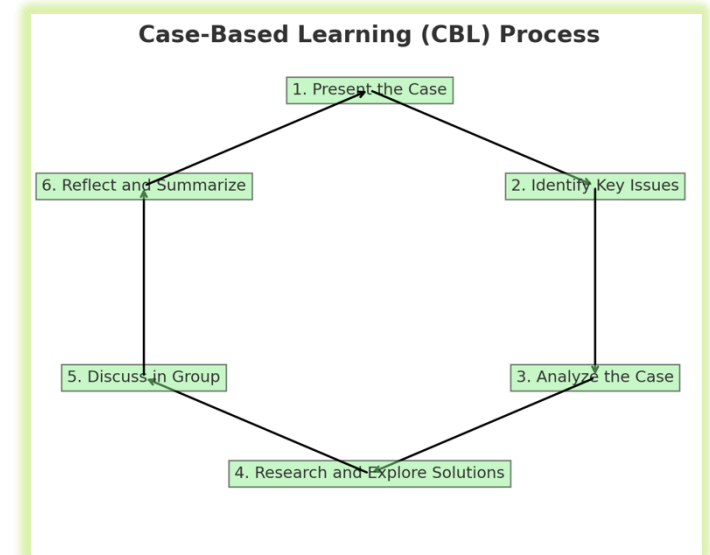 Case-Based Learning (CBL) Process
1. Present the Case
2. Identify Key Issues
3. Analyze the Case
4. Research and Explore Solutions
5. Discuss in Group
6. Reflect and Summarize